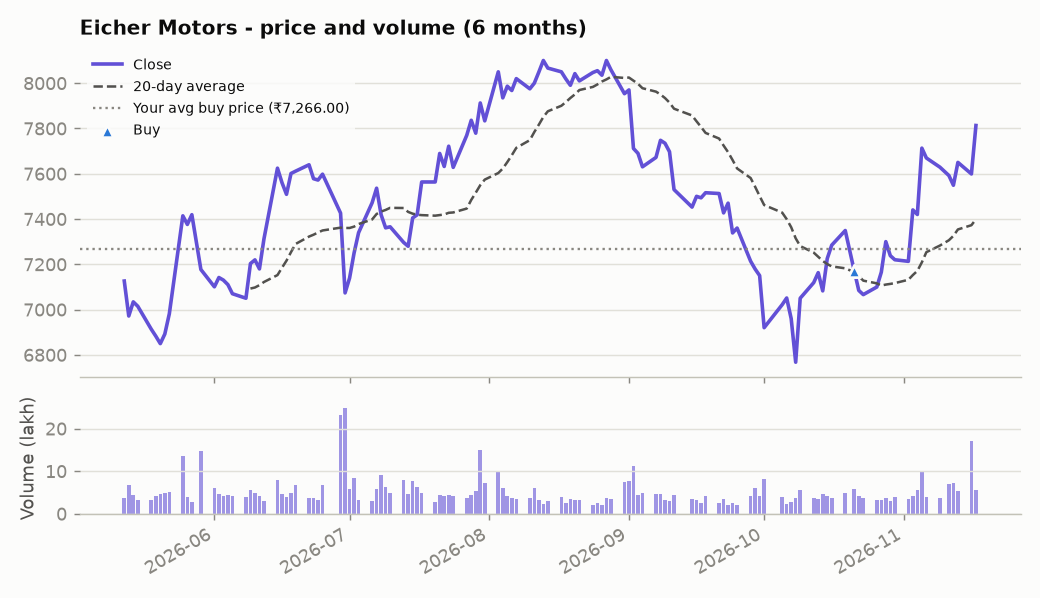 Eicher Motors - price and volume (6 months)
Close
20-day average
Your avg buy price (₹7,266.00)
Buy
8000
7800
7600
7400
7200
7000
6800
Volume (lakh)
20
10
0
2026-06
2026-07
2026-08
2026-09
2026-10
2026-11